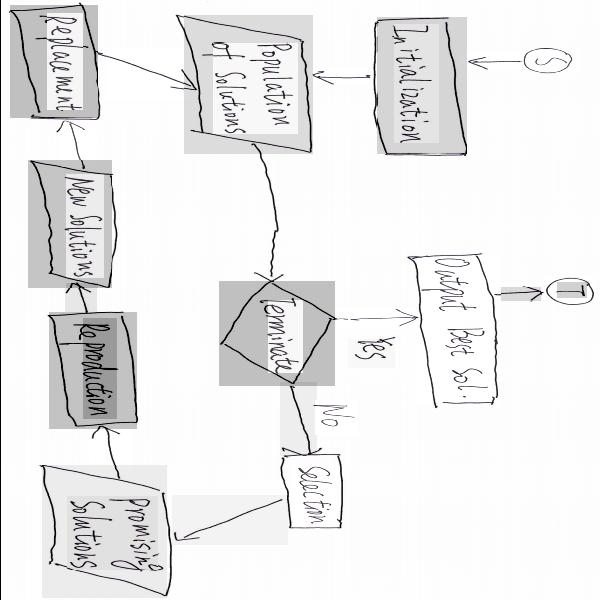 S
Initialization
Population
of Solutions
Replacement
Terminate
Yes
Output Best Sol.
T
No
Selection
Promising
Solutions
Reproduction
New Solutions